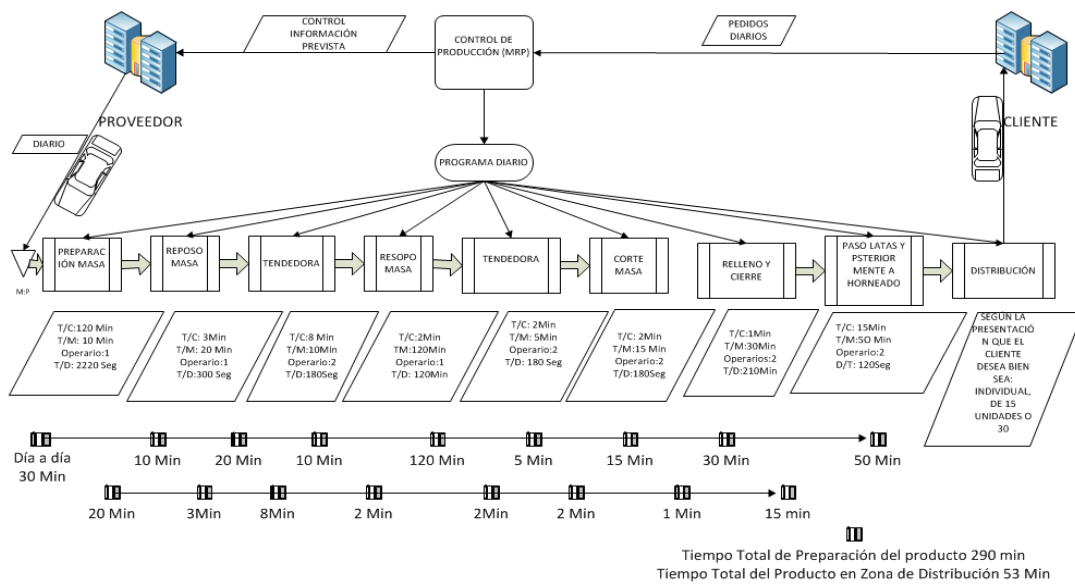 CONTROL
INFORMACIÓN
PREVISTA
CONTROL DE
PRODUCCIÓN (MRP)
PEDIDOS
DIARIOS
PROVEEDOR
CLIENTE
DIARIO
PROGRAMA DIARIO
M:P
PREPARAC
IÓN MASA
REPOSO
MASA
TENDEDORA
RESOPO
MASA
TENDEDORA
CORTE
MASA
RELLENO Y
CIERRE
PASO LATAS Y
PSTERIOR
MENTE A
HORNEADO
DISTRIBUCIÓN
T/C:120 Min
T/M: 10 Min
Operario:1
T/D: 2220 Seg
T/C: 3Min
T/M: 20 Min
Operario:1
T/D:300 Seg
T/C:8 Min
T/M:10Min
Operario:2
T/D:180Seg
T/C:2Min
TM:120Min
Operario:1
T/D: 120Min
T/C: 2Min
T/M: 5Min
Operario:2
T/D: 180 Seg
T/C: 2Min
T/M:15 Min
Operario:2
T/D:180Seg
T/C:1Min
T/M:30Min
Operarios:2
T/D:210Min
T/C: 15Min
T/M:5O Min
Operario:2
D/T: 120Seg
SEGÚN LA
PRESENTACIÓ
N QUE EL
CLIENTE
DESEA BIEN
SEA:
INDIVIDUAL,
DE 15
UNIDADES O
30
Día a día
30 Min
10 Min
20 Min
10 Min
120 Min
5 Min
15 Min
30 Min
50 Min
20 Min
3Min
8Min
2 Min
2Min
2 Min
1 Min
15 min
Tiempo Total de Preparación del producto 290 min
Tiempo Total del Producto en Zona de Distribución 53 Min